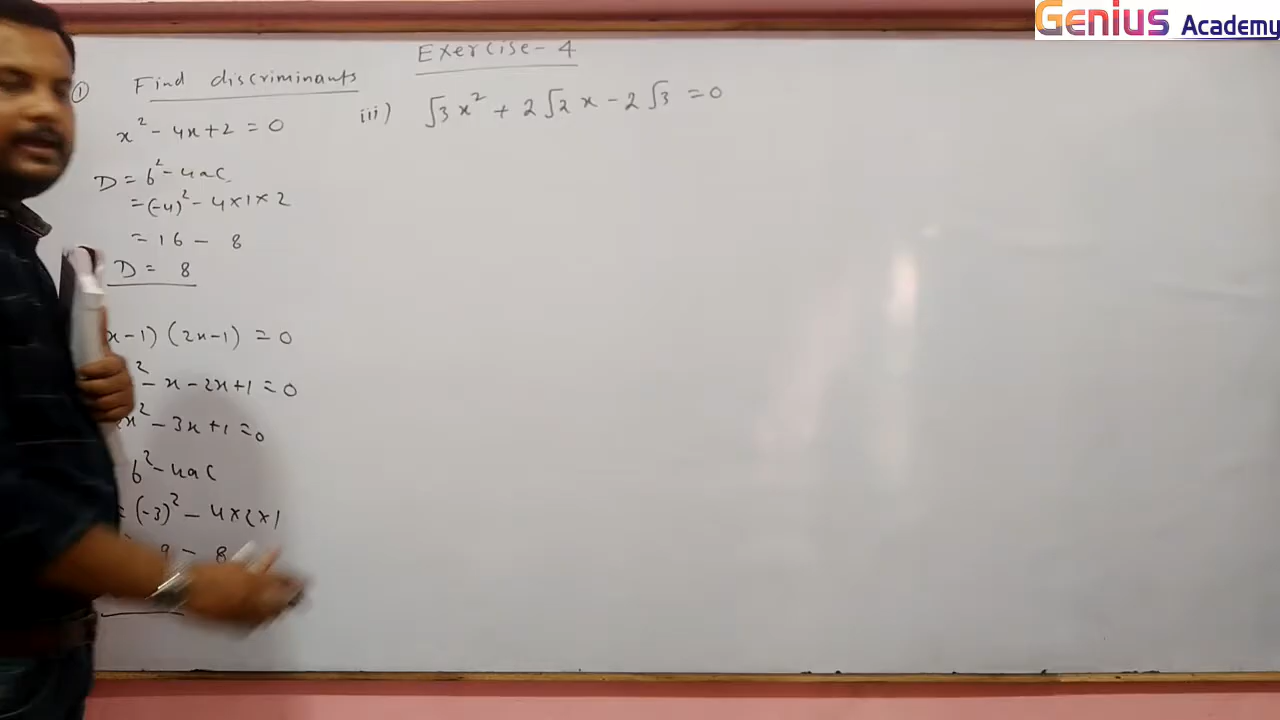 Genius Academy
Exercise-4
① Find discriminants
x² - 4x + 2 = 0
D = b² - 4ac
= (-4)² - 4×1×2
= 16 - 8
D = 8
x-1) (2x-1) = 0
² - x - 2x + 1 = 0
x² - 3x + 1 = 0
b² - 4ac
= (-3)² - 4×2×1
9 - 8
iii) √3 x² + 2√2 x - 2√3 = 0